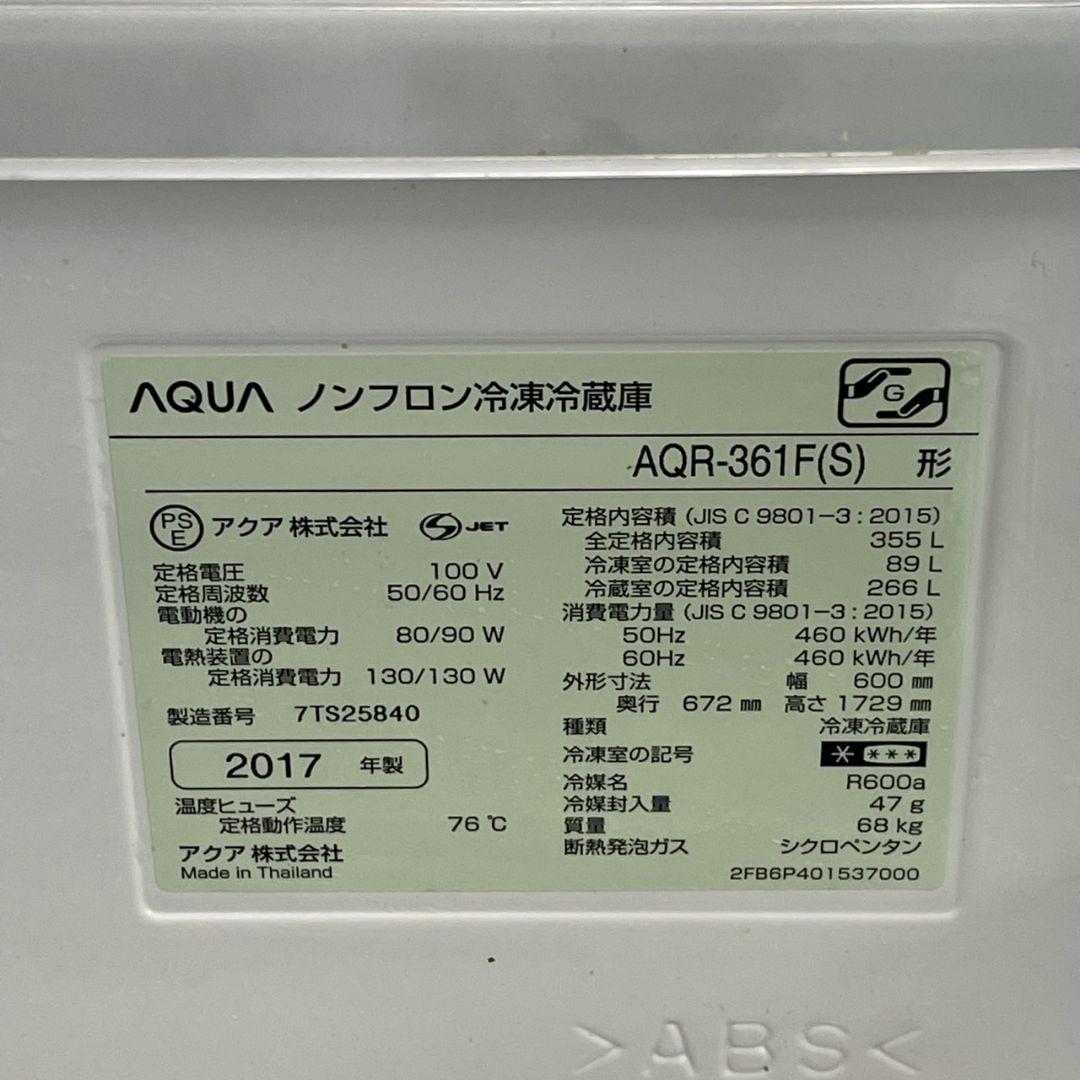 AQUA ノンフロン冷凍冷蔵庫
G
AQR-361F(S) 形
PSE アクア 株式会社 S JET
定格電圧 100 V
定格周波数 50/60 Hz
電動機の
定格消費電力 80/90 W
電熱装置の
定格消費電力 130/130 W
製造番号 7TS25840
2017 年製
温度ヒューズ
定格動作温度 76 ℃
アクア 株式会社
Made in Thailand
定格内容積 (JIS C 9801-3 : 2015)
全定格内容積 355 L
冷凍室の定格内容積 89 L
冷蔵室の定格内容積 266 L
消費電力量 (JIS C 9801-3 : 2015)
50Hz 460 kWh/年
60Hz 460 kWh/年
外形寸法 幅 600 ㎜
奥行 672 ㎜ 高さ 1729 ㎜
種類 冷凍冷蔵庫
冷凍室の記号 * ***
冷媒名 R600a
冷媒封入量 47 g
質量 68 kg
断熱発泡ガス シクロペンタン
2FB6P401537000
>ABS<